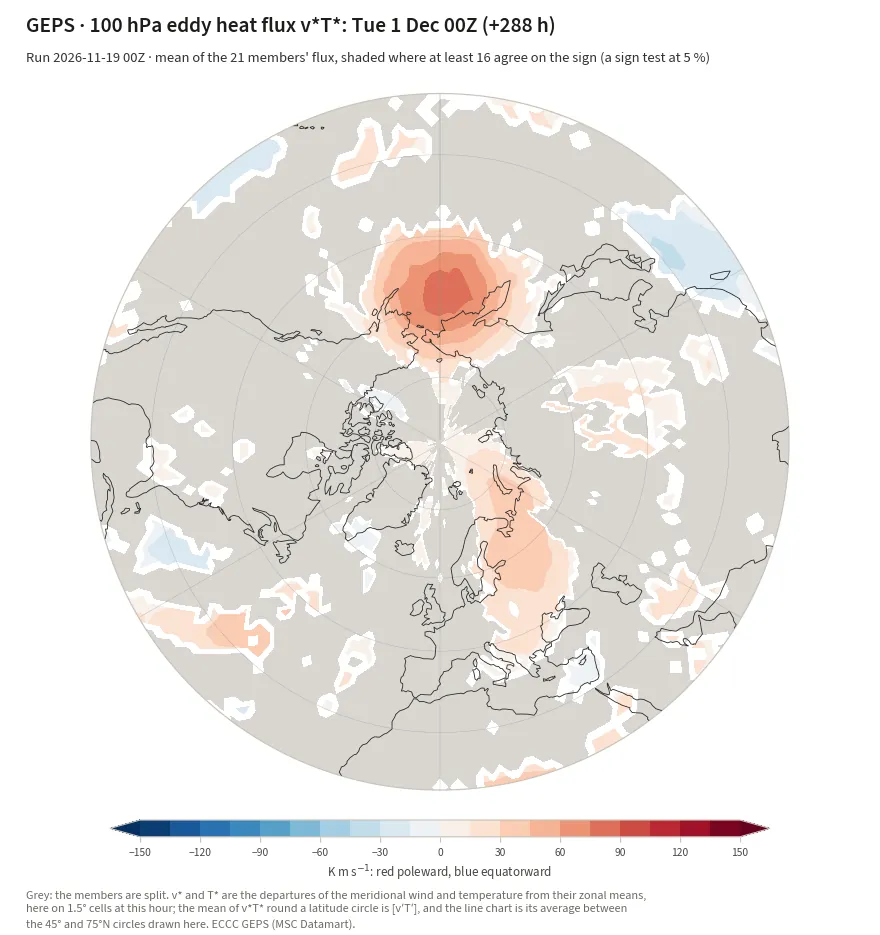 GEPS · 100 hPa eddy heat flux v*T*: Tue 1 Dec 00Z (+288 h)
Run 2026-11-19 00Z · mean of the 21 members' flux, shaded where at least 16 agree on the sign (a sign test at 5 %)
−150 −120 −90 −60 −30 0 30 60 90 120 150
K m s⁻¹: red poleward, blue equatorward
Grey: the members are split. v* and T* are the departures of the meridional wind and temperature from their zonal means,
here on 1.5° cells at this hour; the mean of v*T* round a latitude circle is [v'T'], and the line chart is its average between
the 45° and 75°N circles drawn here. ECCC GEPS (MSC Datamart).